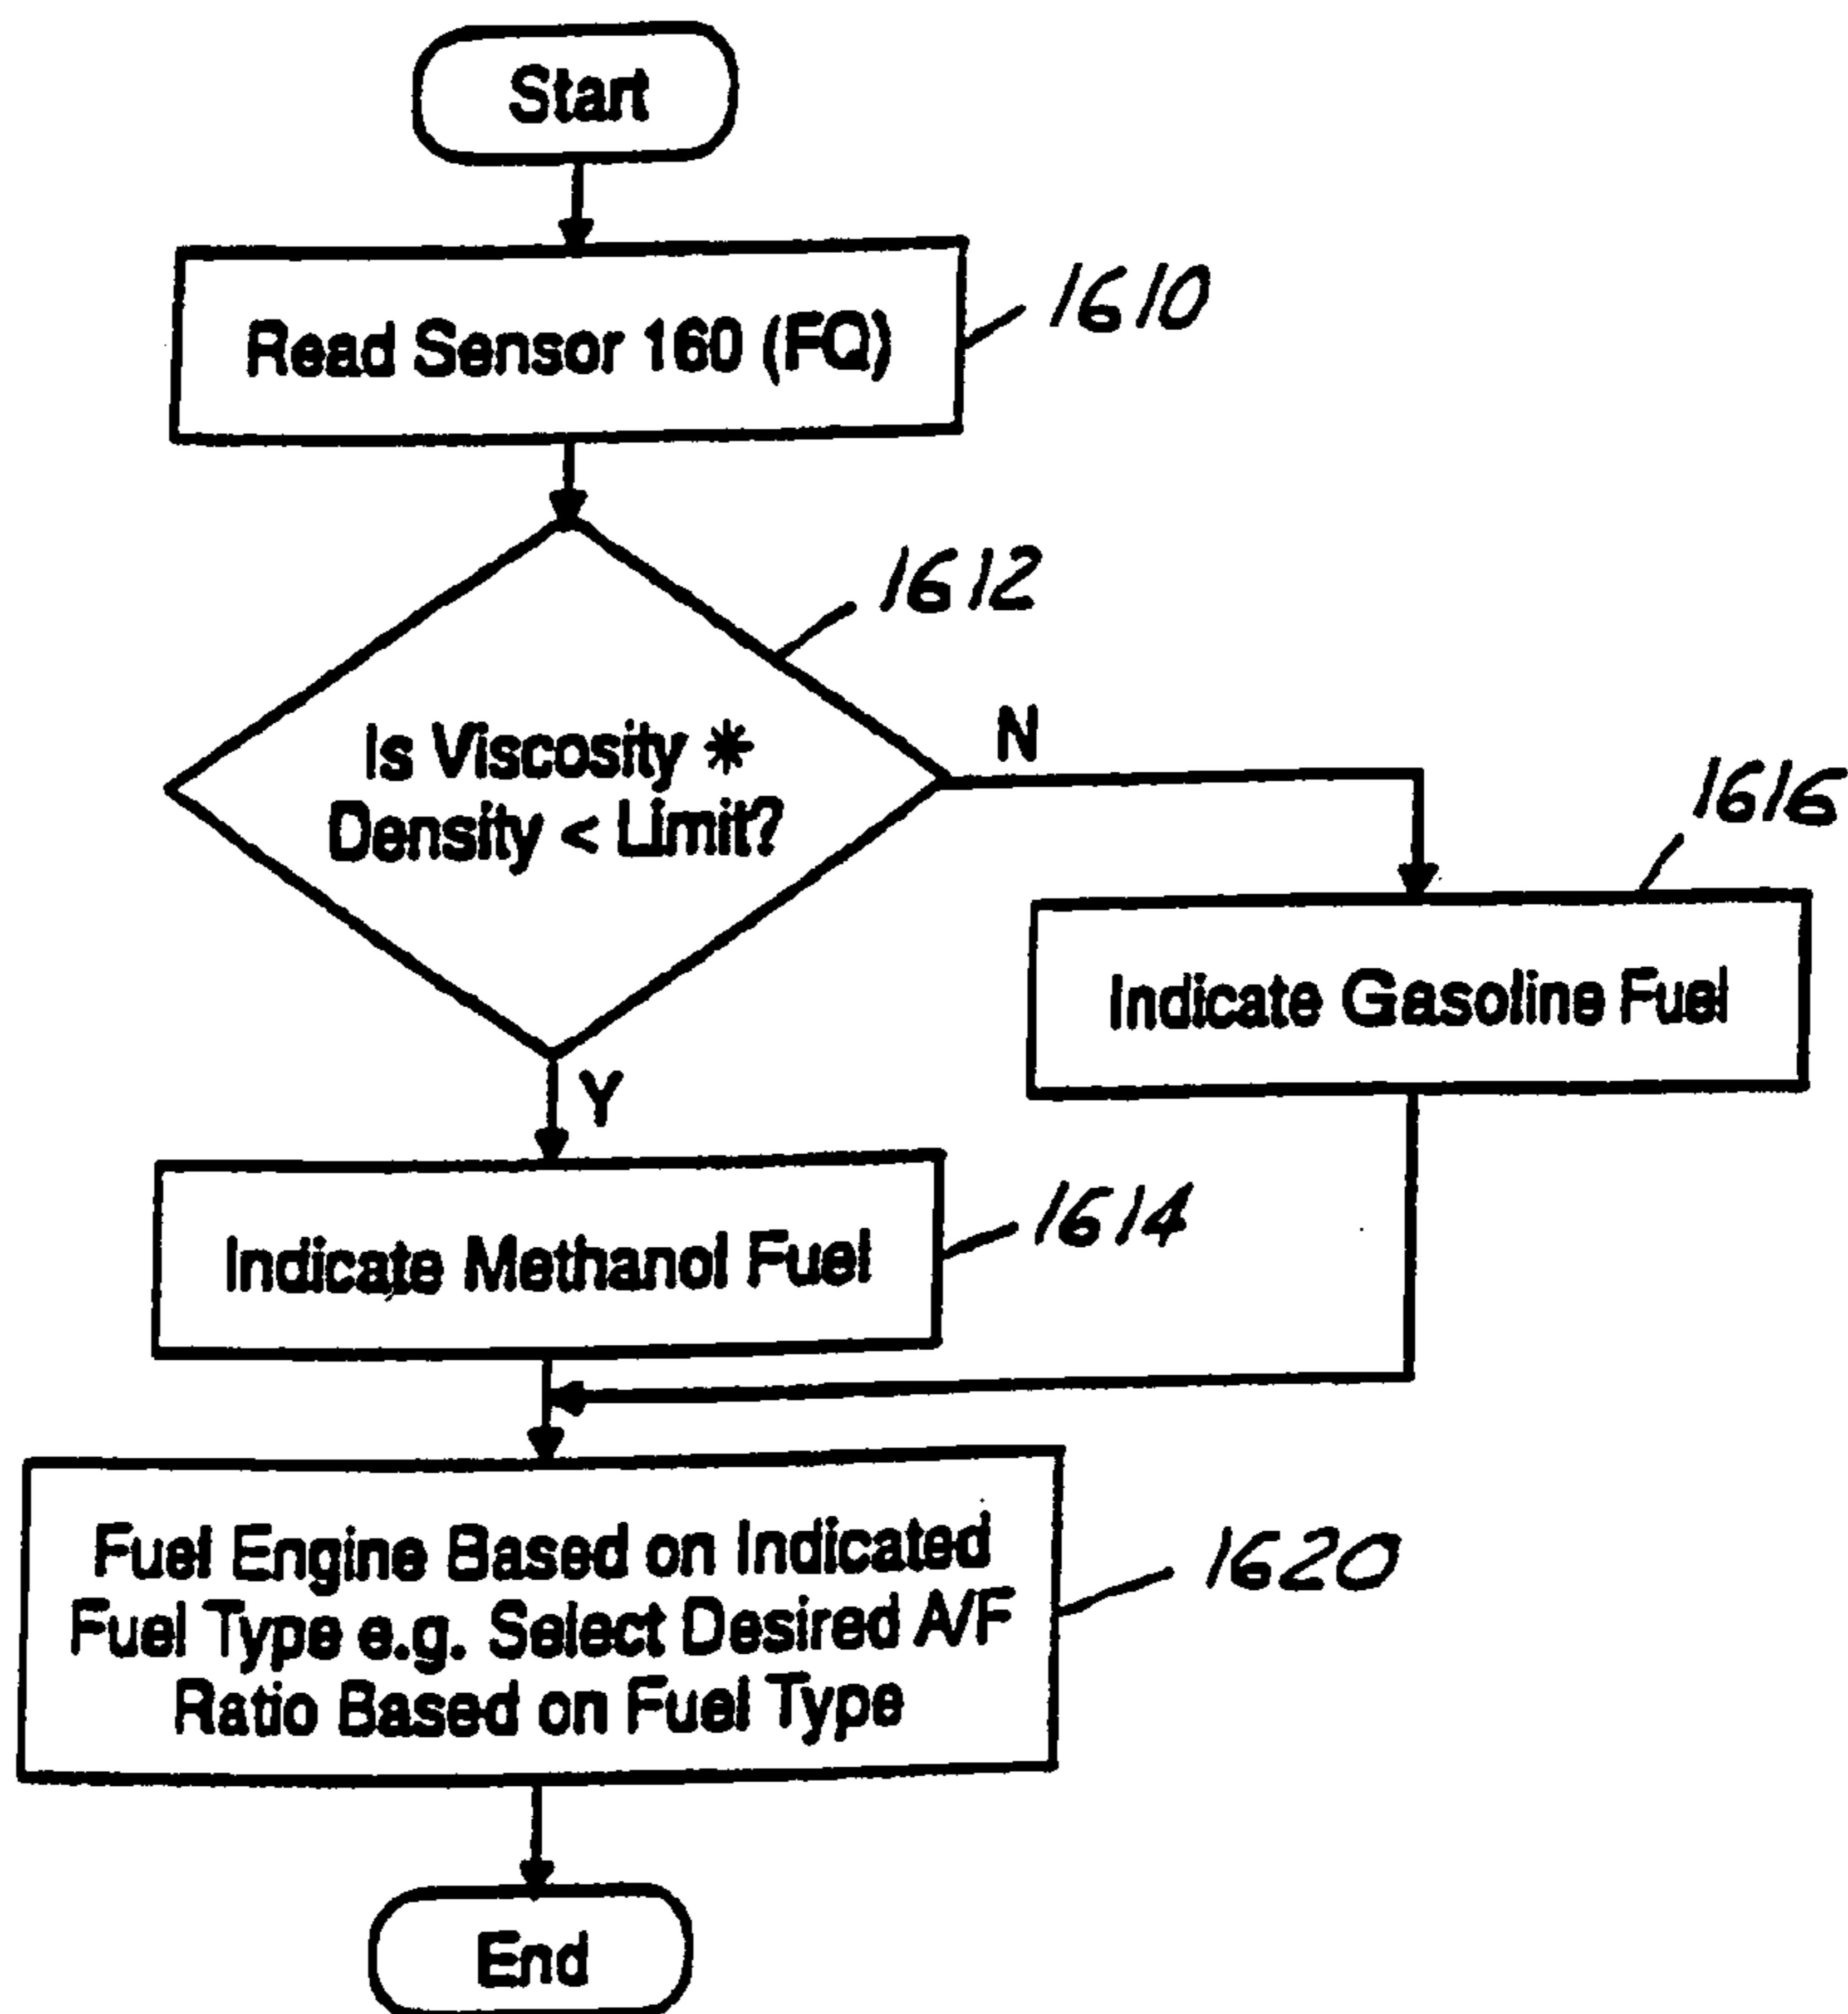 Start
Read Sensor 160 (FQ)
1610
1612
Is Viscosity *
Density < Limit?
N
1616
Indicate Gasoline Fuel
Y
Indicate Methanol Fuel
1614
Fuel Engine Based on Indicated
Fuel Type e.g. Select Desired A/F
Ratio Based on Fuel Type
1620
End